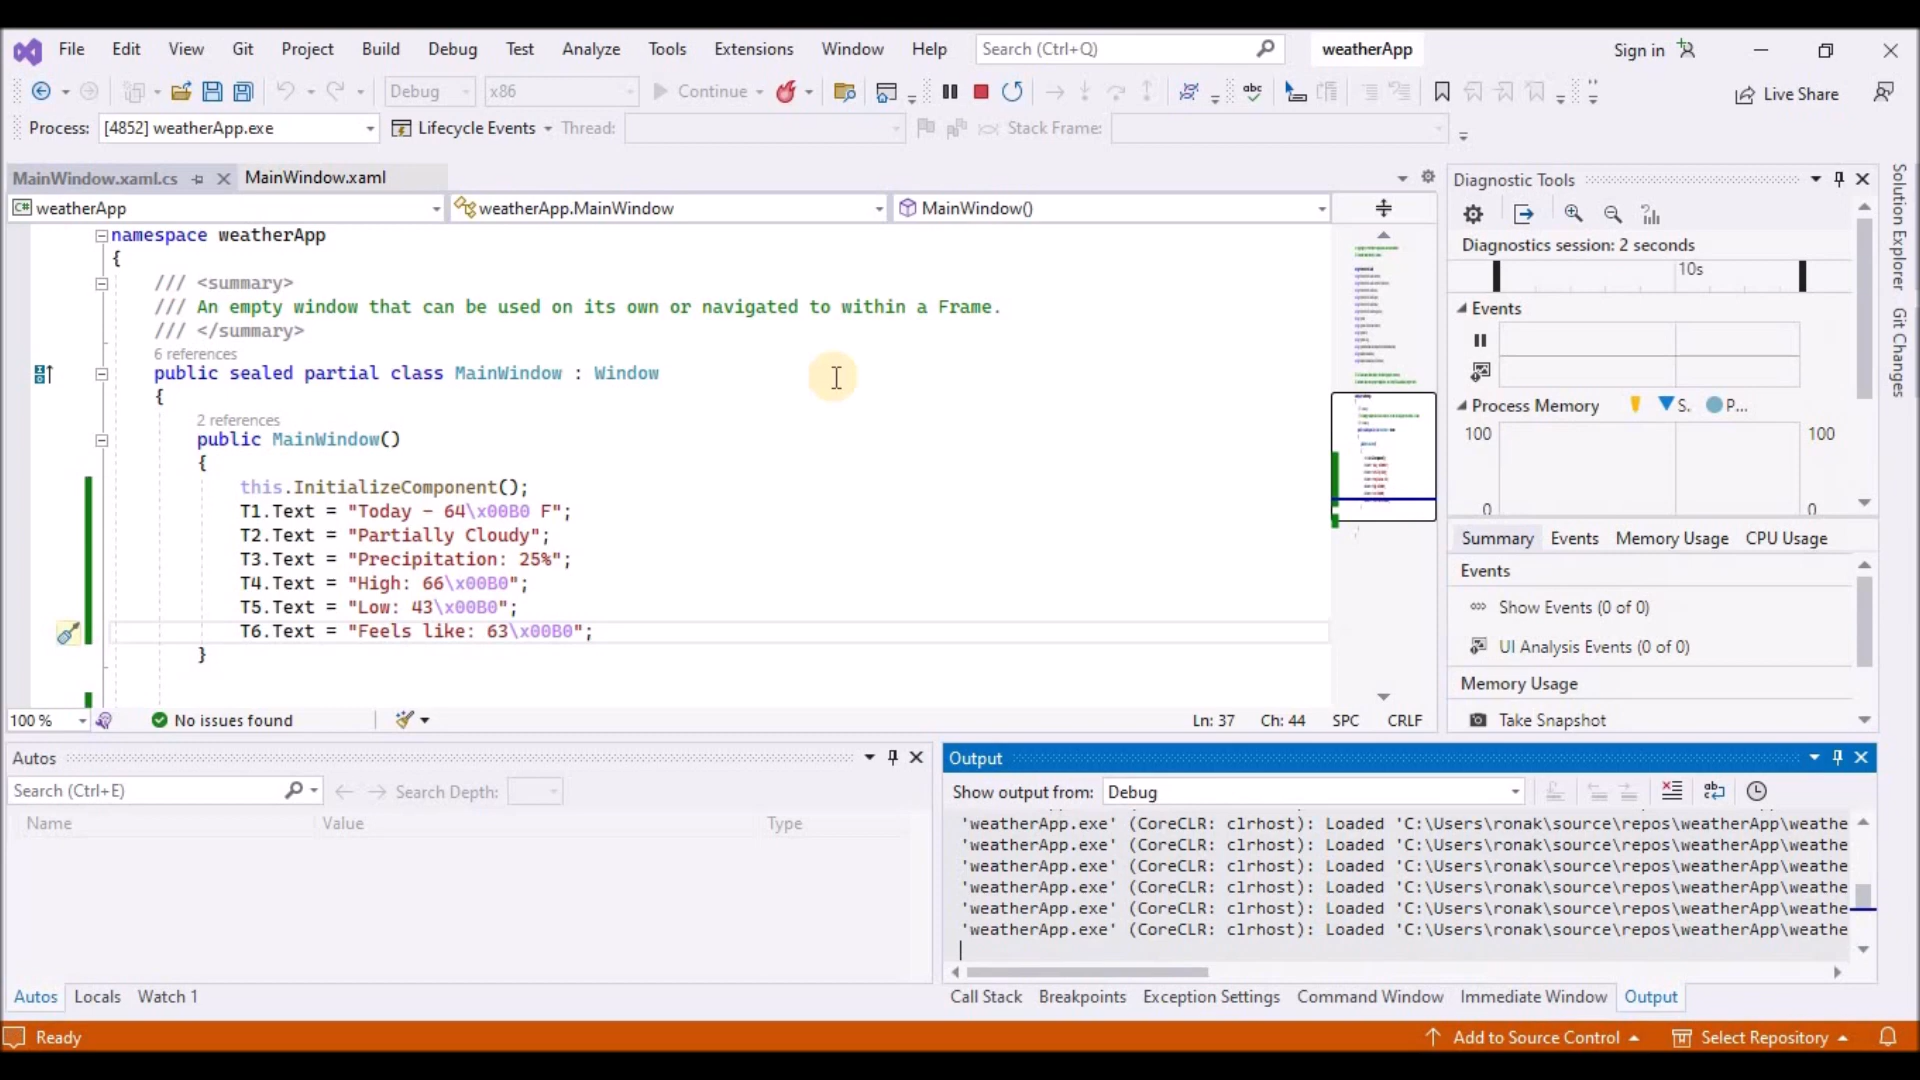 File Edit View Git Project Build Debug Test Analyze Tools Extensions Window Help Search (Ctrl+Q) weatherApp Sign in
Debug x86 Continue abc Live Share
Process: [4852] weatherApp.exe Lifecycle Events Thread: Stack Frame:
MainWindow.xaml.cs MainWindow.xaml
weatherApp weatherApp.MainWindow MainWindow()
namespace weatherApp
{
/// <summary>
/// An empty window that can be used on its own or navigated to within a Frame.
/// </summary>
6 references
public sealed partial class MainWindow : Window
{
2 references
public MainWindow()
{
this.InitializeComponent();
T1.Text = "Today - 64\x00B0 F";
T2.Text = "Partially Cloudy";
T3.Text = "Precipitation: 25%";
T4.Text = "High: 66\x00B0";
T5.Text = "Low: 43\x00B0";
T6.Text = "Feels like: 63\x00B0";
}
100 % No issues found Ln: 37 Ch: 44 SPC CRLF
Diagnostic Tools
Diagnostics session: 2 seconds
10s
Events
Process Memory S. P...
100 100
0 0
Summary Events Memory Usage CPU Usage
Events
Show Events (0 of 0)
UI Analysis Events (0 of 0)
Memory Usage
Take Snapshot
Solution Explorer
Git Changes
Autos
Search (Ctrl+E) Search Depth:
Name Value Type
Autos Locals Watch 1
Output
Show output from: Debug
'weatherApp.exe' (CoreCLR: clrhost): Loaded 'C:\Users\ronak\source\repos\weatherApp\weathe
'weatherApp.exe' (CoreCLR: clrhost): Loaded 'C:\Users\ronak\source\repos\weatherApp\weathe
'weatherApp.exe' (CoreCLR: clrhost): Loaded 'C:\Users\ronak\source\repos\weatherApp\weathe
'weatherApp.exe' (CoreCLR: clrhost): Loaded 'C:\Users\ronak\source\repos\weatherApp\weathe
'weatherApp.exe' (CoreCLR: clrhost): Loaded 'C:\Users\ronak\source\repos\weatherApp\weathe
'weatherApp.exe' (CoreCLR: clrhost): Loaded 'C:\Users\ronak\source\repos\weatherApp\weathe
Call Stack Breakpoints Exception Settings Command Window Immediate Window Output
Ready Add to Source Control Select Repository